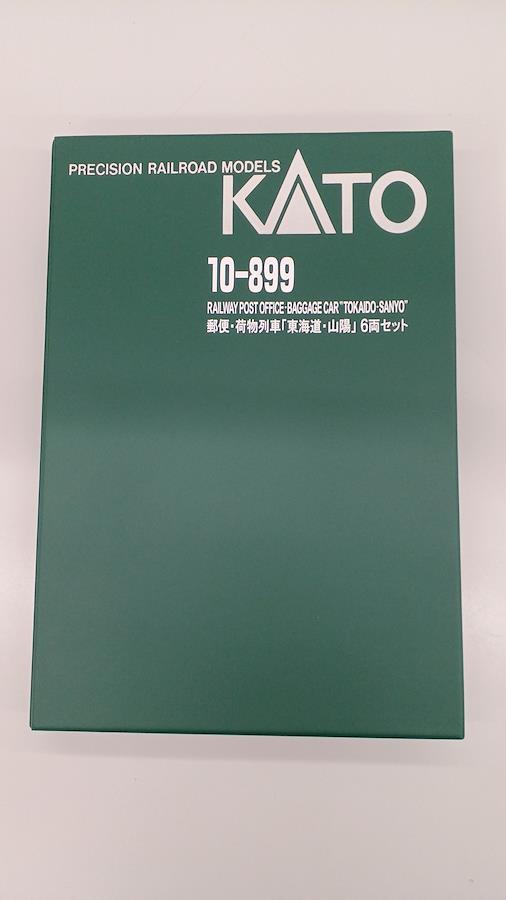 PRECISION RAILROAD MODELS
KATO
10-899
RAILWAY POST OFFICE·BAGGAGE CAR "TOKAIDO·SANYO"
郵便・荷物列車「東海道・山陽」6両セット